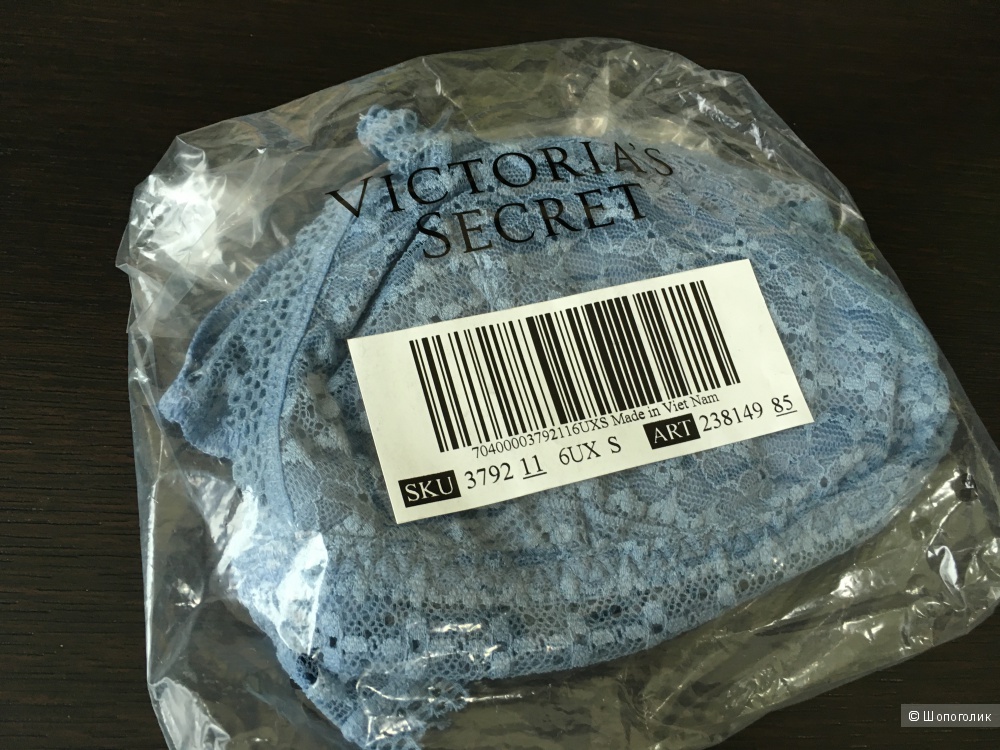 VICTORIA'S
SECRET
70400003792116UXS Made in Viet Nam
SKU 3792 11 6UX S ART 238149 85
© Шопоголик